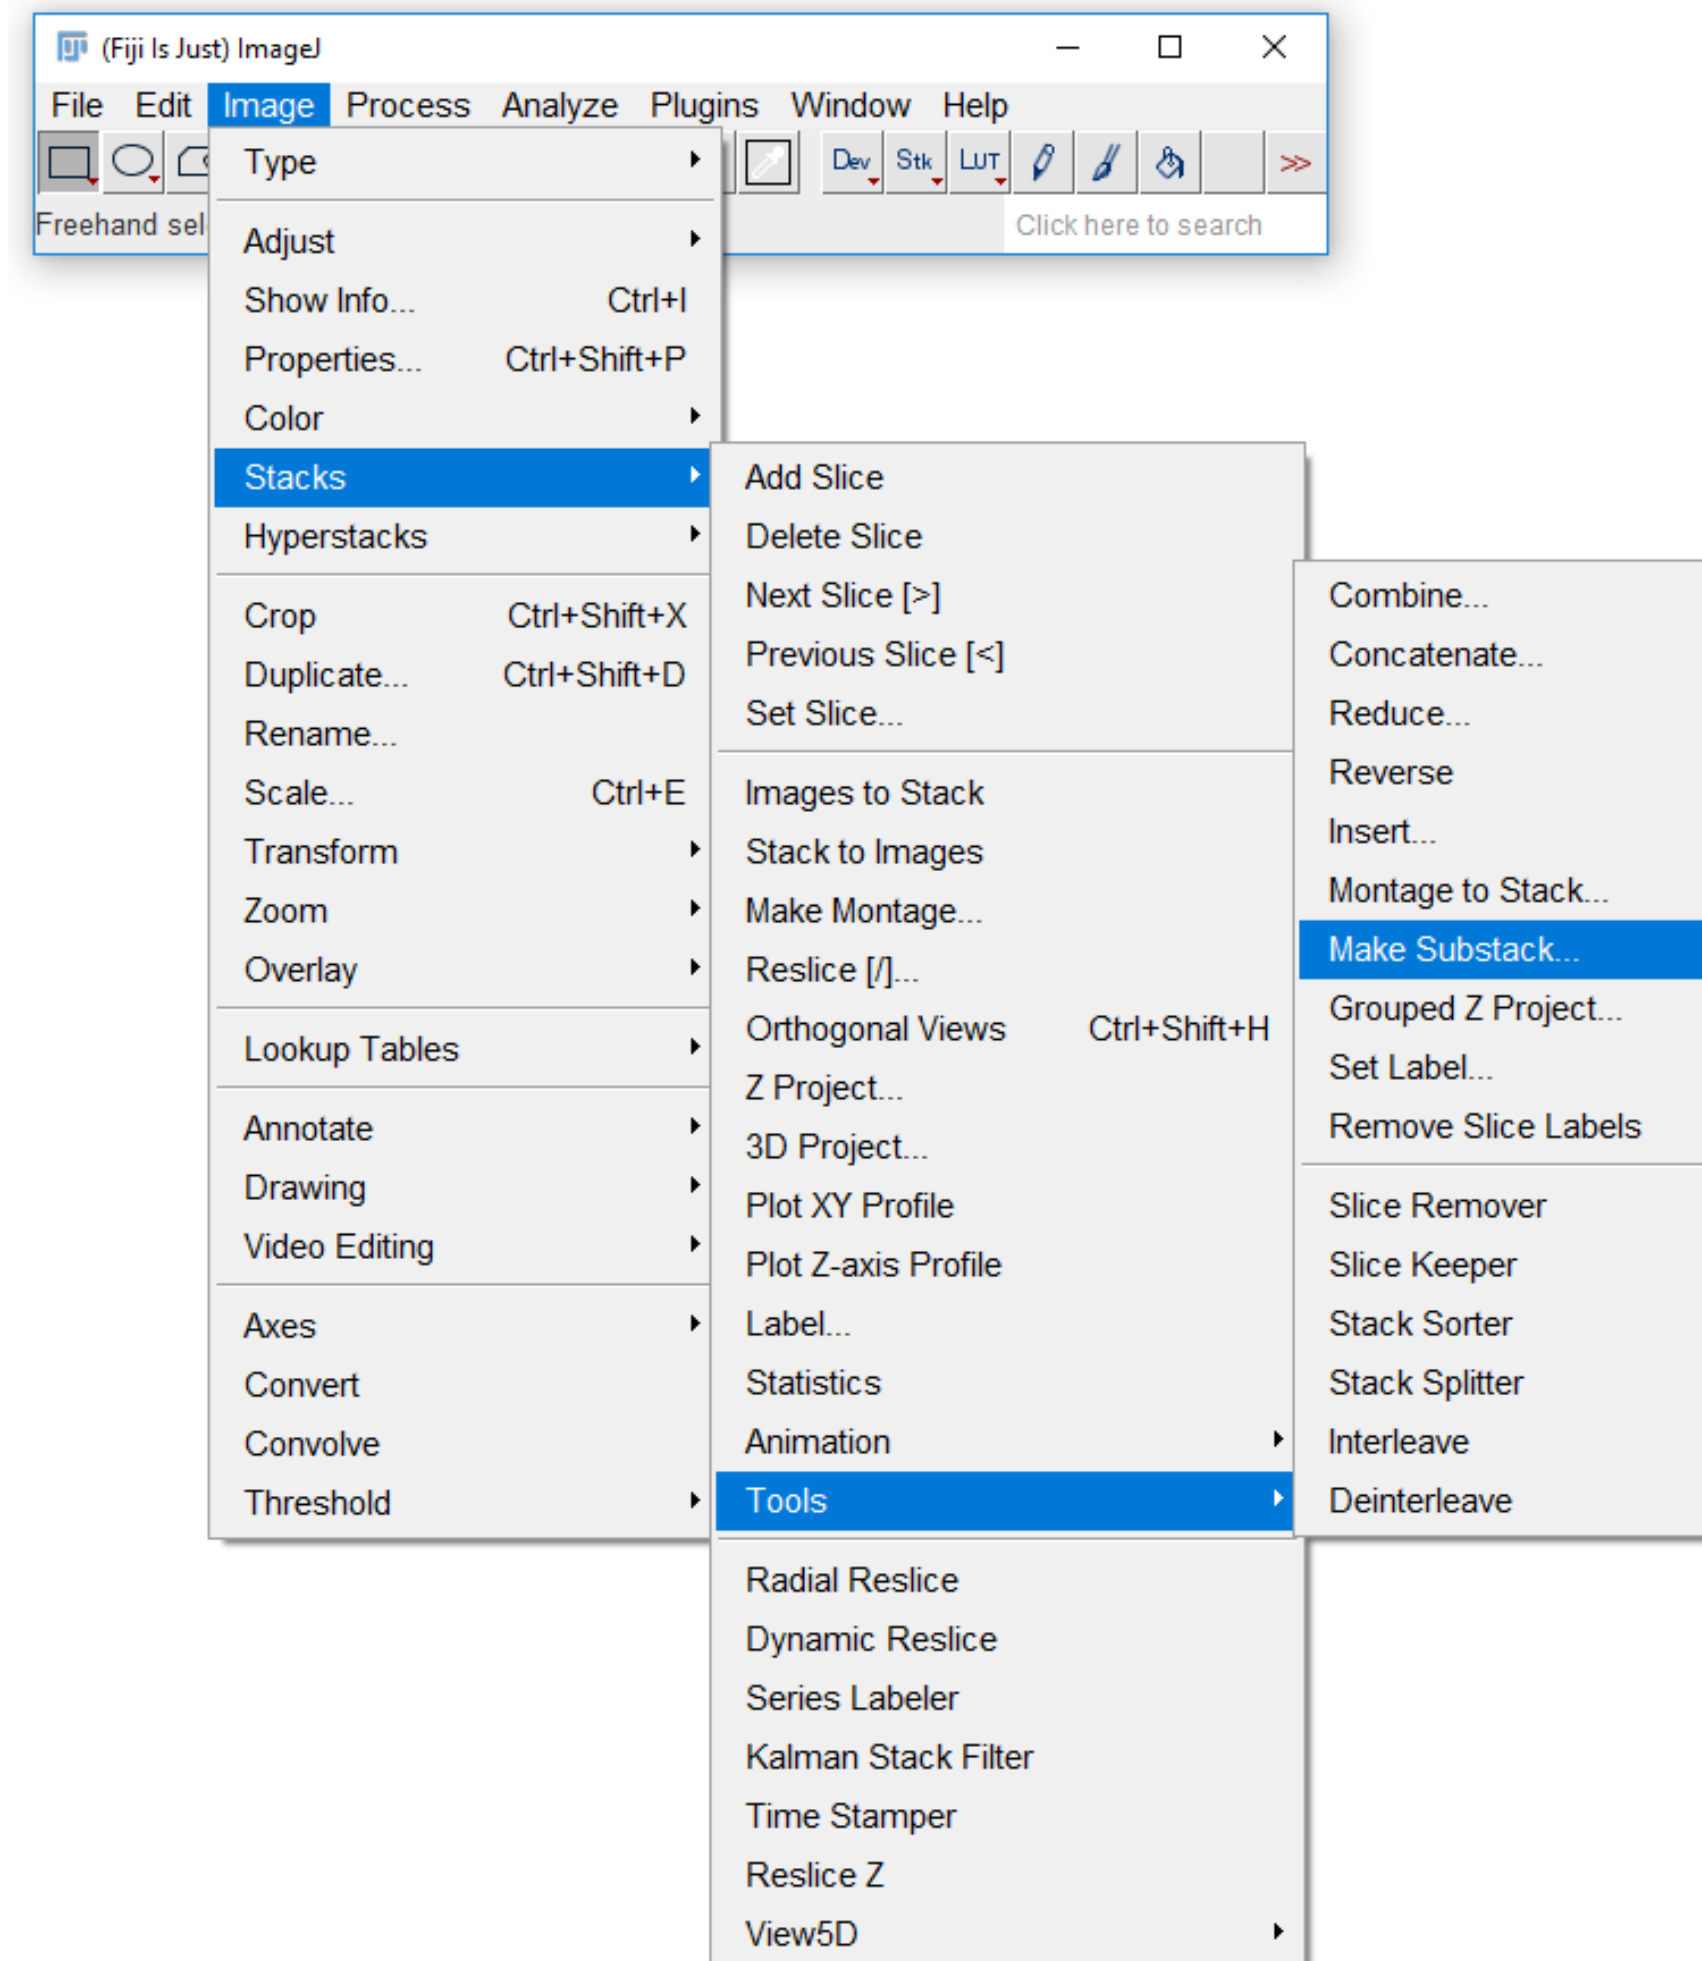 (Fiji Is Just) ImageJ
File Edit Image Process Analyze Plugins Window Help
Dev Stk LUT >>
Freehand sel
Click here to search
Type
Adjust
Show Info... Ctrl+I
Properties... Ctrl+Shift+P
Color
Stacks
Hyperstacks
Crop Ctrl+Shift+X
Duplicate... Ctrl+Shift+D
Rename...
Scale... Ctrl+E
Transform
Zoom
Overlay
Lookup Tables
Annotate
Drawing
Video Editing
Axes
Convert
Convolve
Threshold
Add Slice
Delete Slice
Next Slice [>]
Previous Slice [<]
Set Slice...
Images to Stack
Stack to Images
Make Montage...
Reslice [/]...
Orthogonal Views Ctrl+Shift+H
Z Project...
3D Project...
Plot XY Profile
Plot Z-axis Profile
Label...
Statistics
Animation
Tools
Radial Reslice
Dynamic Reslice
Series Labeler
Kalman Stack Filter
Time Stamper
Reslice Z
View5D
Combine...
Concatenate...
Reduce...
Reverse
Insert...
Montage to Stack...
Make Substack...
Grouped Z Project...
Set Label...
Remove Slice Labels
Slice Remover
Slice Keeper
Stack Sorter
Stack Splitter
Interleave
Deinterleave